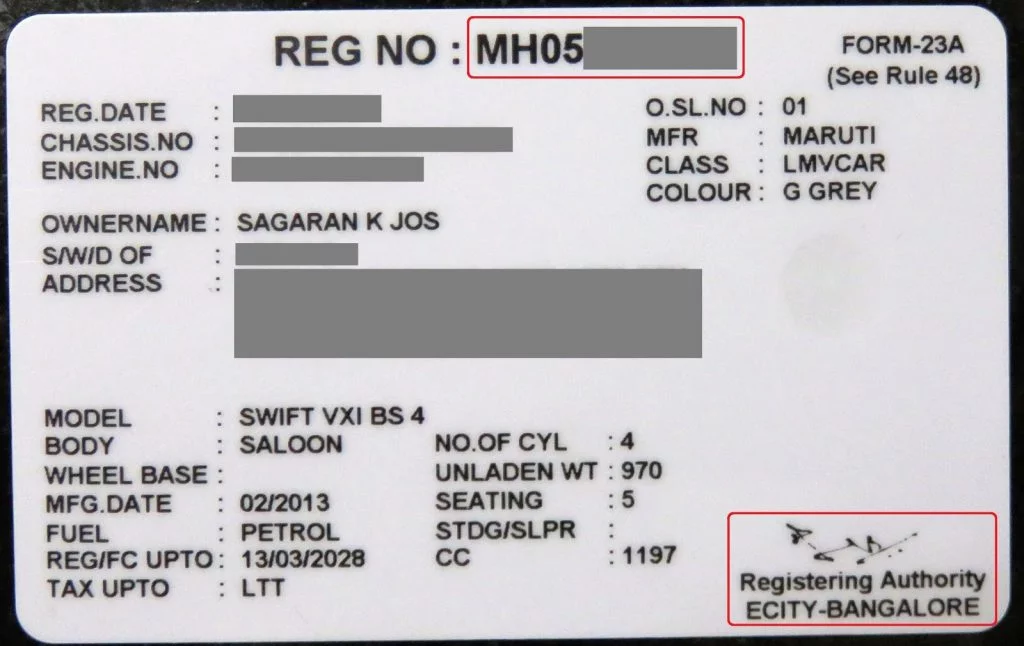 REG NO : MH05
FORM-23A
(See Rule 48)
REG.DATE :
CHASSIS.NO :
ENGINE.NO :
O.SL.NO : 01
MFR : MARUTI
CLASS : LMVCAR
COLOUR : G GREY
OWNERNAME : SAGARAN K JOS
S/W/D OF :
ADDRESS :
MODEL : SWIFT VXI BS 4
BODY : SALOON
WHEEL BASE :
MFG.DATE : 02/2013
FUEL : PETROL
REG/FC UPTO : 13/03/2028
TAX UPTO : LTT
NO.OF CYL : 4
UNLADEN WT : 970
SEATING : 5
STDG/SLPR :
CC : 1197
Registering Authority
ECITY-BANGALORE